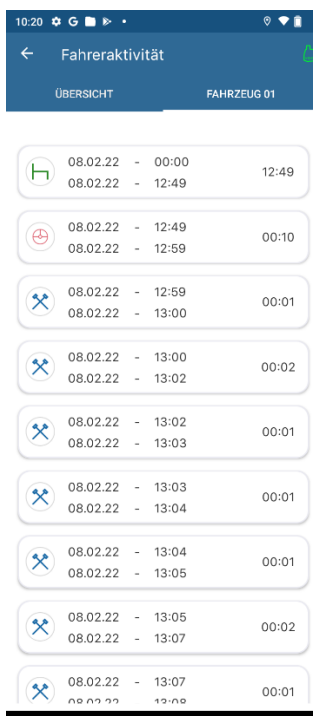 10:20 G
Fahreraktivität
ÜBERSICHT FAHRZEUG 01
08.02.22 - 00:00
08.02.22 - 12:49
12:49
08.02.22 - 12:49
08.02.22 - 12:59
00:10
08.02.22 - 12:59
08.02.22 - 13:00
00:01
08.02.22 - 13:00
08.02.22 - 13:02
00:02
08.02.22 - 13:02
08.02.22 - 13:03
00:01
08.02.22 - 13:03
08.02.22 - 13:04
00:01
08.02.22 - 13:04
08.02.22 - 13:05
00:01
08.02.22 - 13:05
08.02.22 - 13:07
00:02
08.02.22 - 13:07
08.02.22 - 13:08
00:01